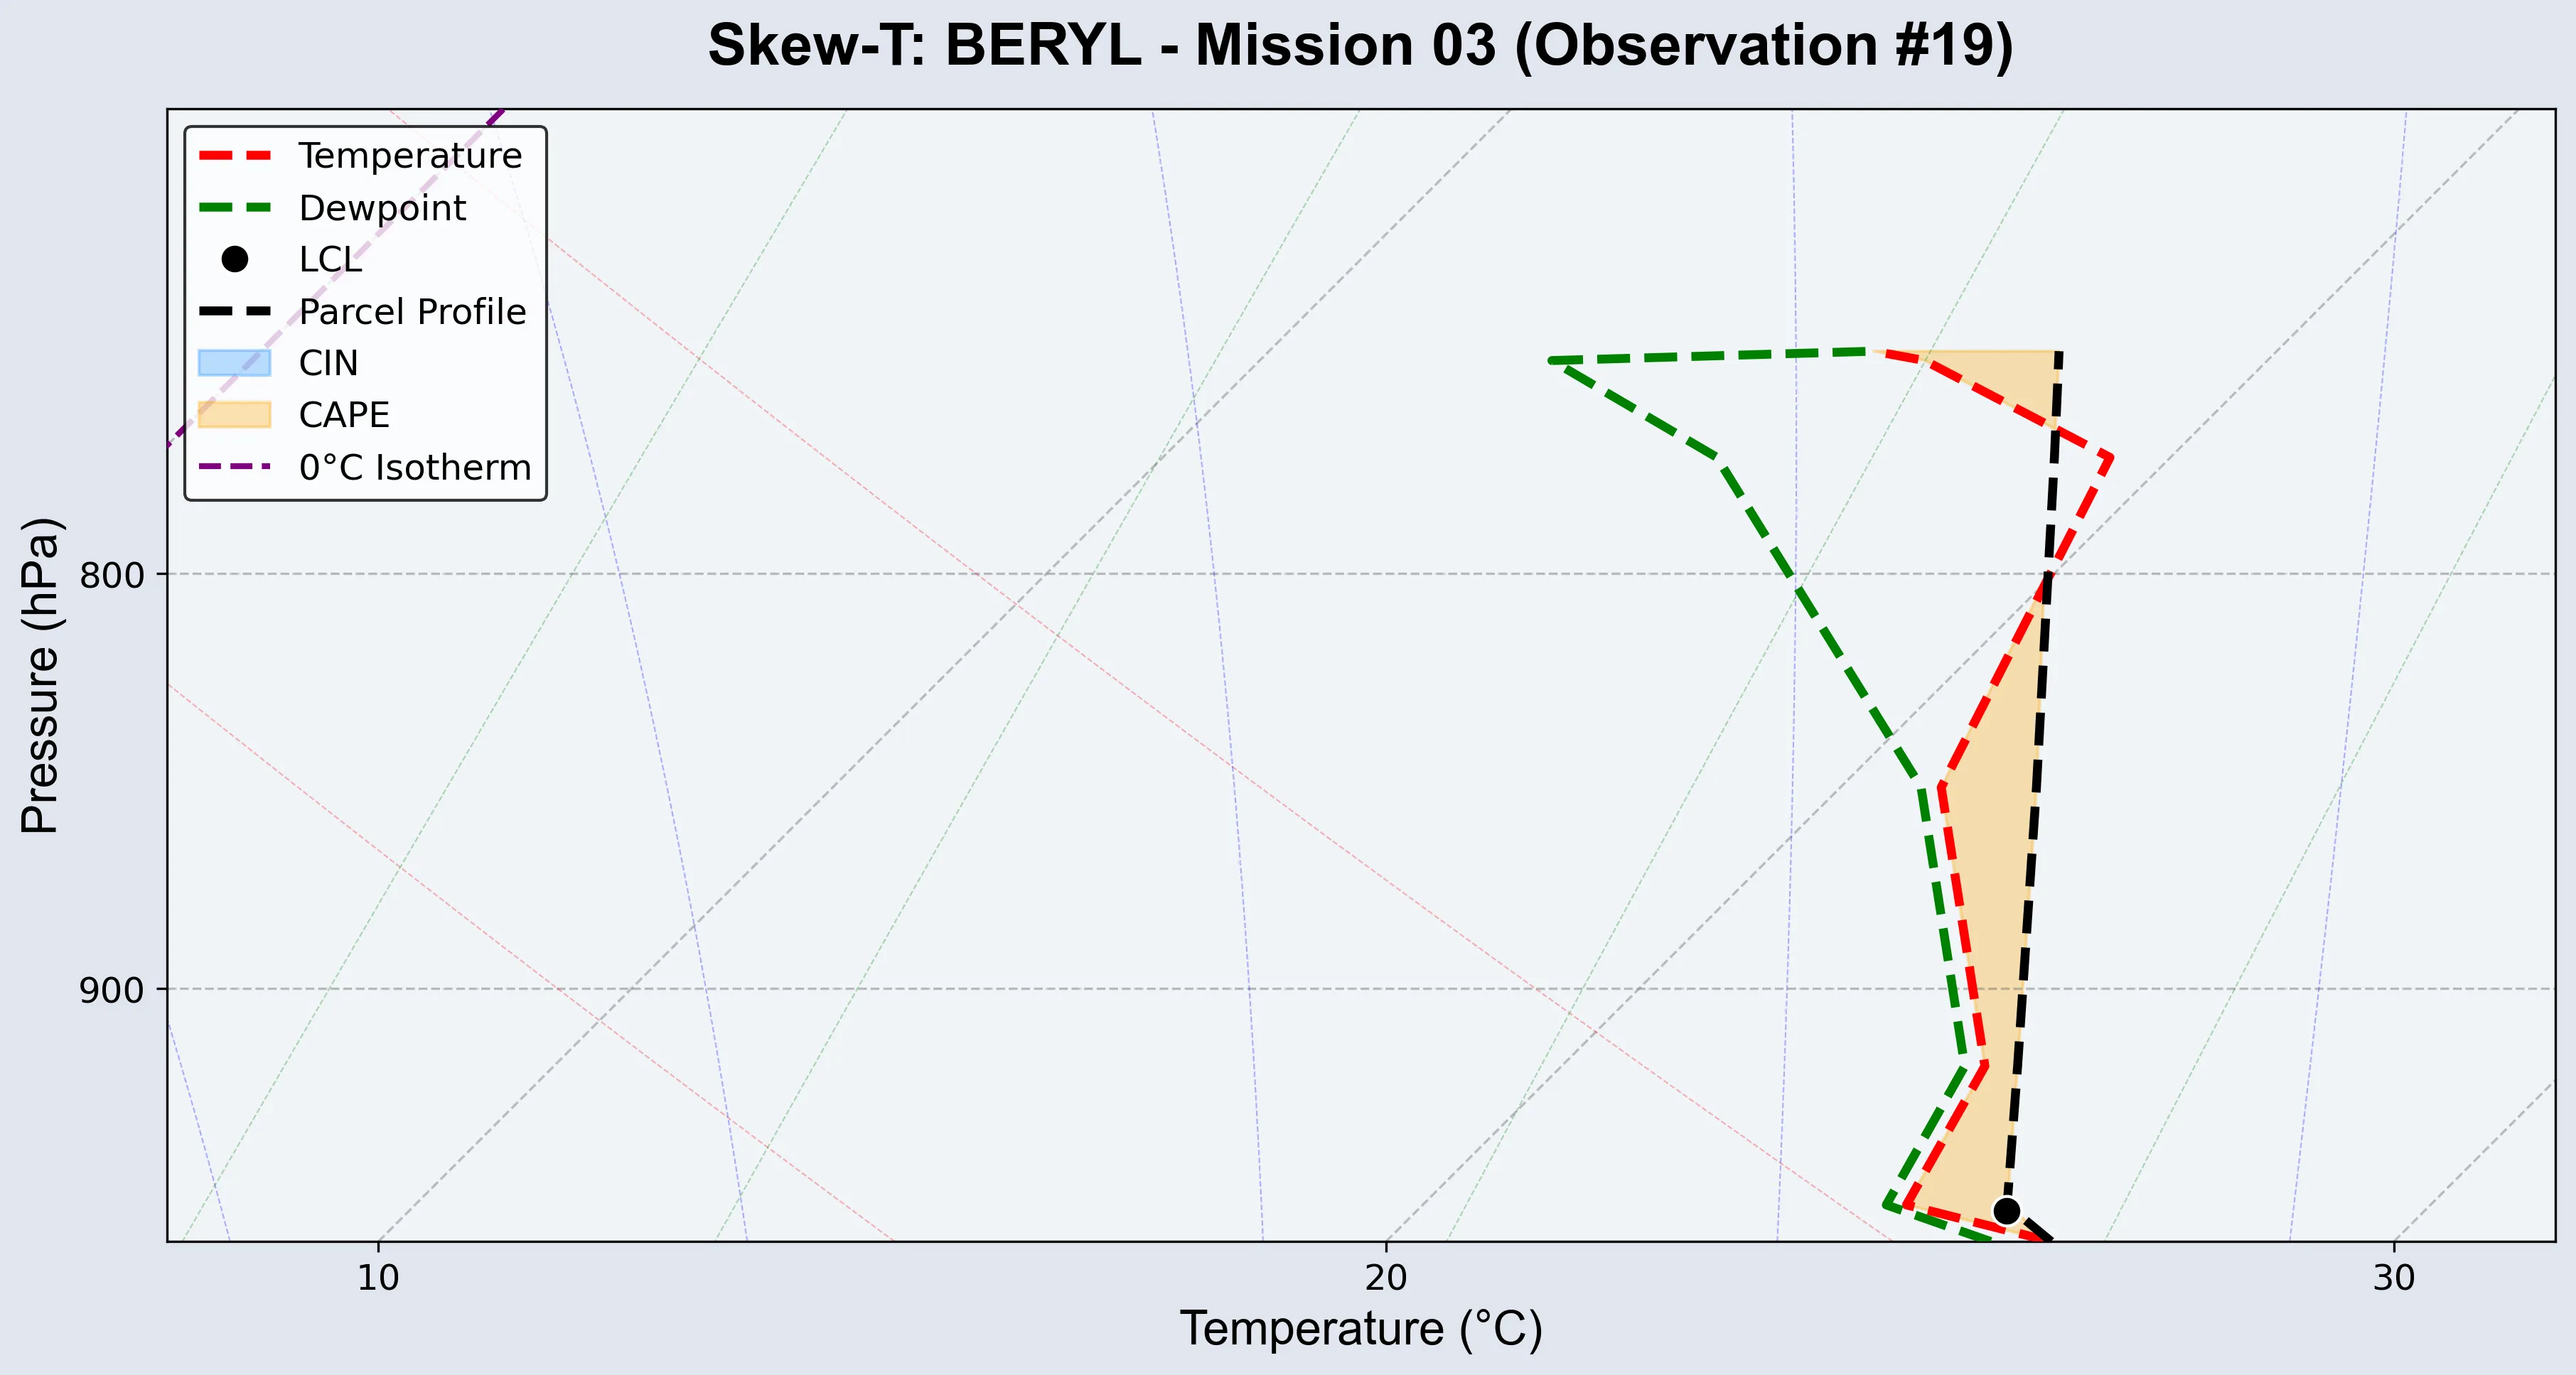 Skew-T: BERYL - Mission 03 (Observation #19)
Temperature
Dewpoint
LCL
Parcel Profile
CIN
CAPE
0°C Isotherm
Pressure (hPa)
800
900
10
20
30
Temperature (°C)